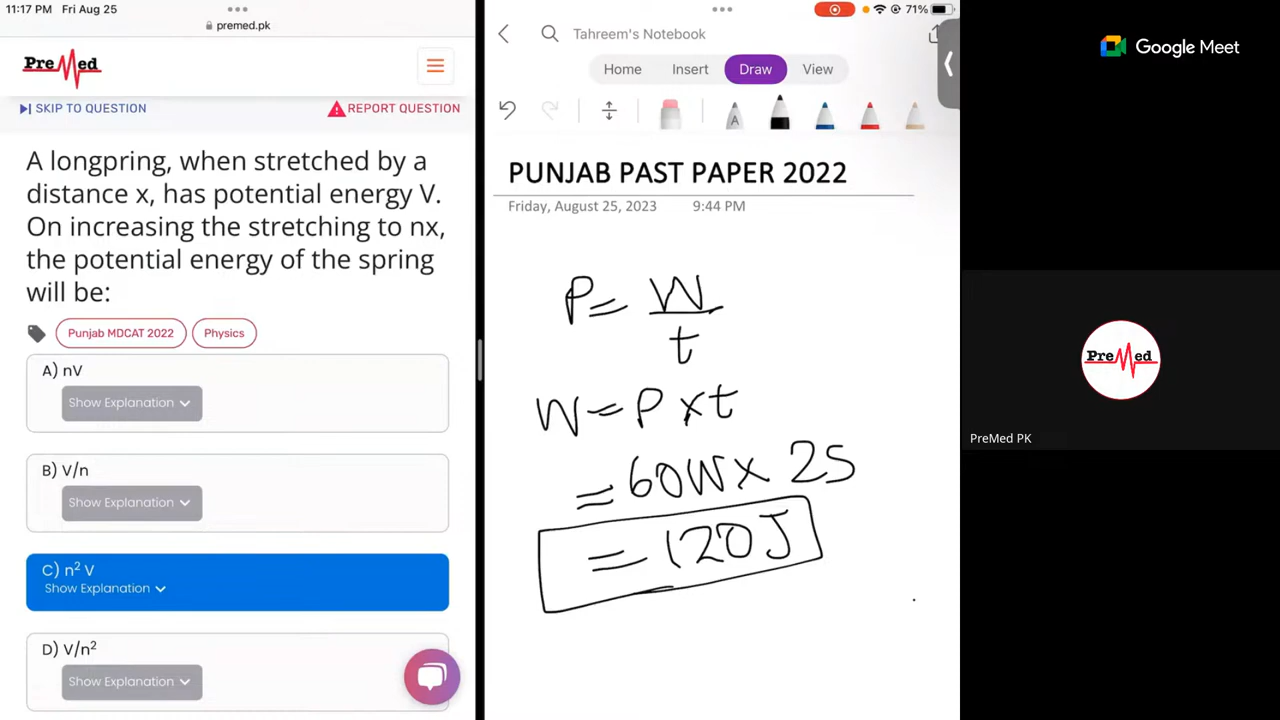 11:17 PM Fri Aug 25
premed.pk
PreMed
SKIP TO QUESTION
REPORT QUESTION
A longpring, when stretched by a
distance x, has potential energy V.
On increasing the stretching to nx,
the potential energy of the spring
will be:
Punjab MDCAT 2022
Physics
A) nV
Show Explanation
B) V/n
Show Explanation
C) n² V
Show Explanation
D) V/n²
Show Explanation
71%
Tahreem's Notebook
Home Insert Draw View
A
PUNJAB PAST PAPER 2022
Friday, August 25, 2023 9:44 PM
P = W
t
W = P x t
= 60W x 2S
= 120J
Google Meet
PreMed
PreMed PK